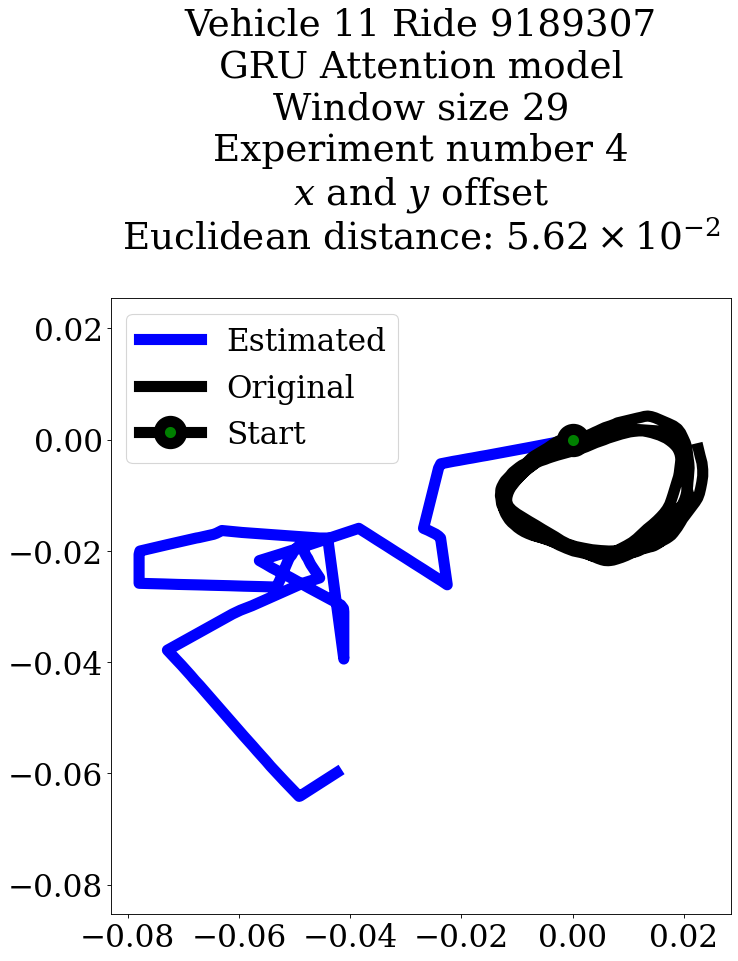 Vehicle 11 Ride 9189307
GRU Attention model
Window size 29
Experiment number 4
x and y offset
Euclidean distance: 5.62 × 10⁻²
Estimated
Original
Start
0.02
0.00
−0.02
−0.04
−0.06
−0.08
−0.08 −0.06 −0.04 −0.02 0.00 0.02